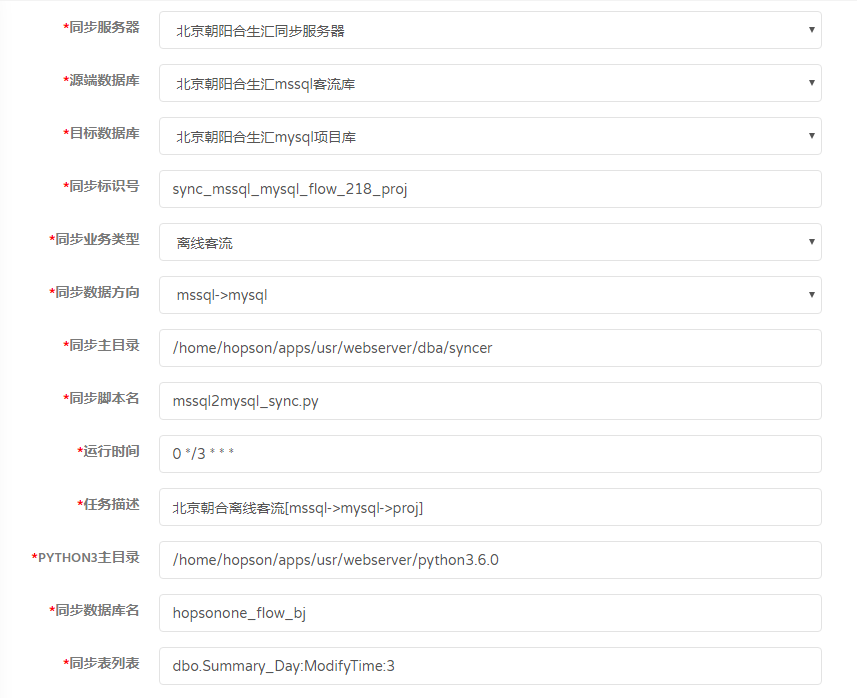 *同步服务器 北京朝阳合生汇同步服务器
*源端数据库 北京朝阳合生汇mssql客流库
*目标数据库 北京朝阳合生汇mysql项目库
*同步标识号 sync_mssql_mysql_flow_218_proj
*同步业务类型 离线客流
*同步数据方向 mssql->mysql
*同步主目录 /home/hopson/apps/usr/webserver/dba/syncer
*同步脚本名 mssql2mysql_sync.py
*运行时间 0 */3 * * *
*任务描述 北京朝合离线客流[mssql->mysql->proj]
*PYTHON3主目录 /home/hopson/apps/usr/webserver/python3.6.0
*同步数据库名 hopsonone_flow_bj
*同步表列表 dbo.Summary_Day:ModifyTime:3